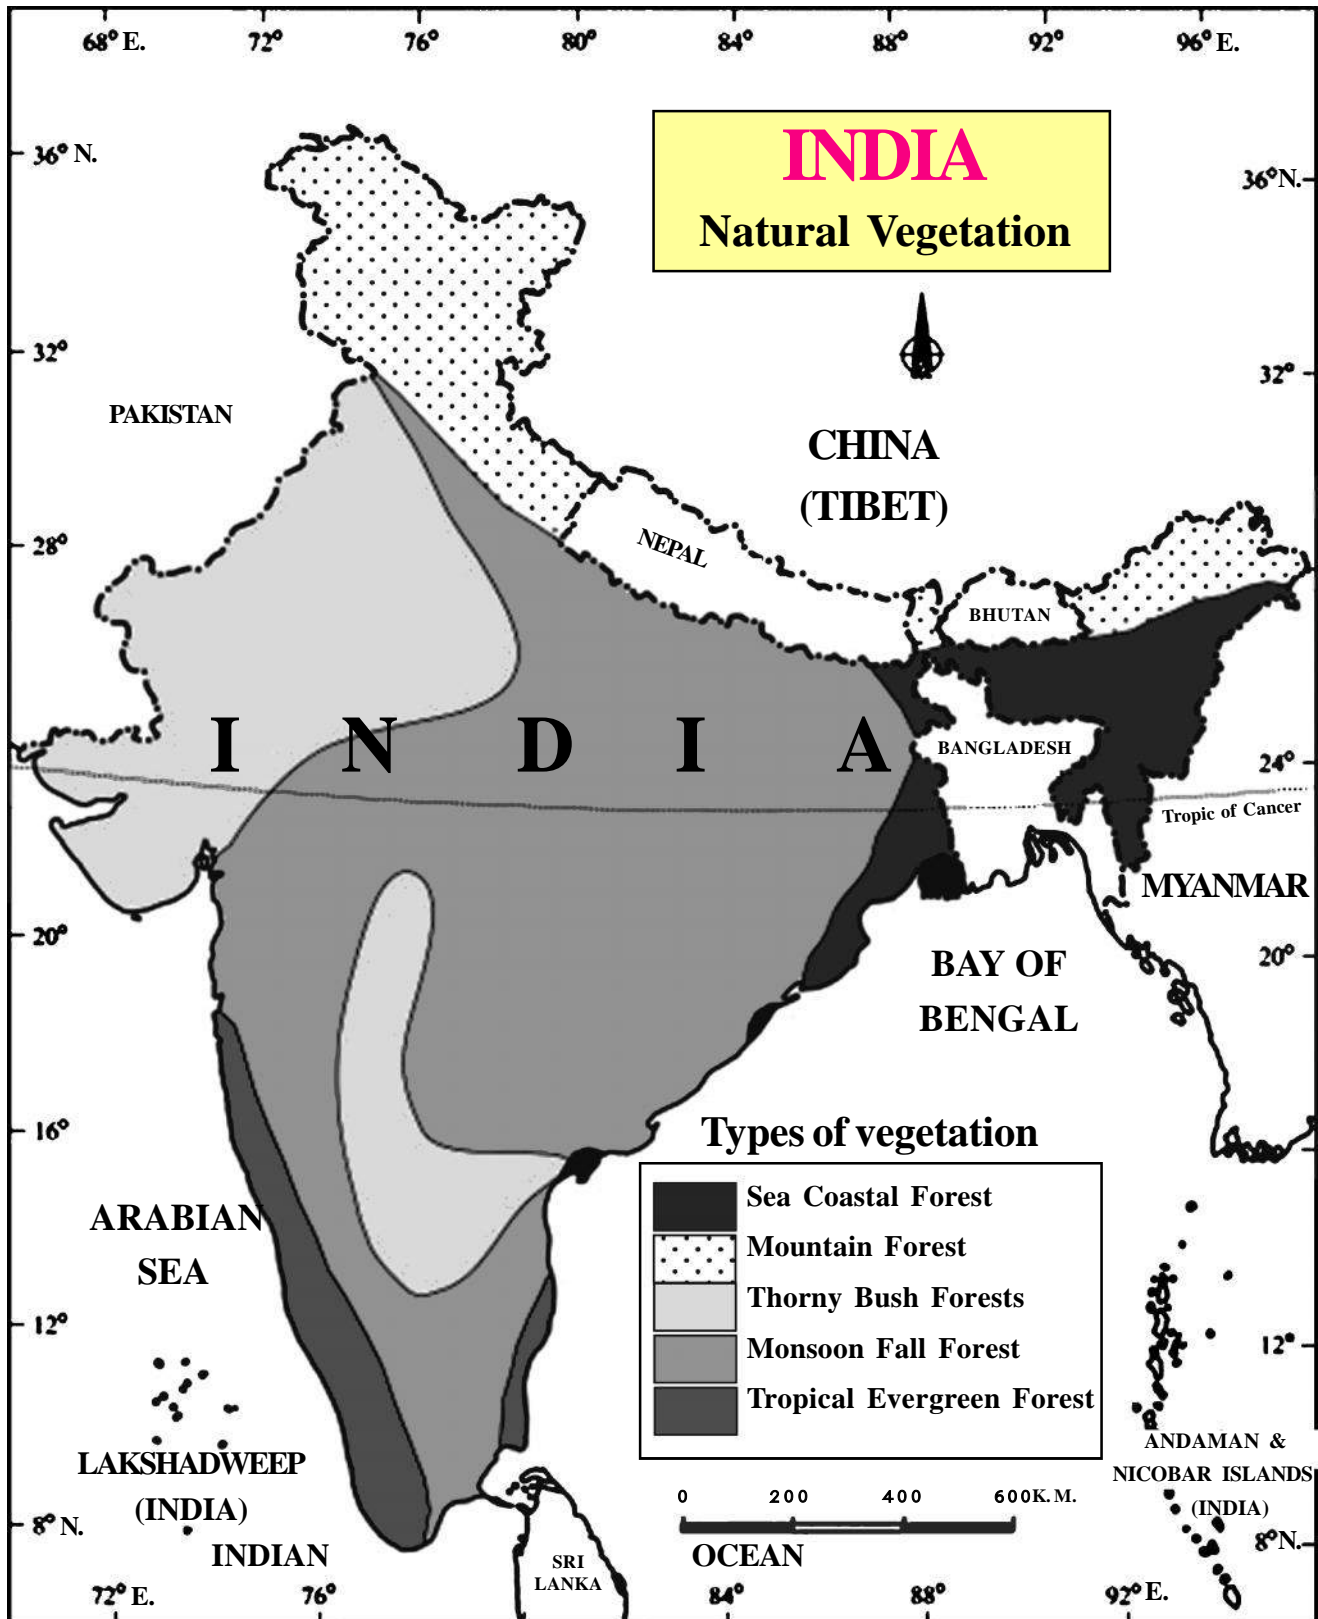 68° E.
72°
76°
80°
84°
88°
92°
96° E.
36° N.
INDIA
Natural Vegetation
36°N.
32°
32°
PAKISTAN
CHINA
(TIBET)
28°
NEPAL
BHUTAN
I N D I A
BANGLADESH
24°
Tropic of Cancer
MYANMAR
20°
BAY OF
BENGAL
20°
16°
Types of vegetation
Sea Coastal Forest
Mountain Forest
Thorny Bush Forests
Monsoon Fall Forest
Tropical Evergreen Forest
ARABIAN
SEA
12°
12°
LAKSHADWEEP
(INDIA)
ANDAMAN &
NICOBAR ISLANDS
(INDIA)
0 200 400 600K.M.
8° N.
8°N.
INDIAN
OCEAN
SRI
LANKA
72° E.
76°
84°
88°
92° E.